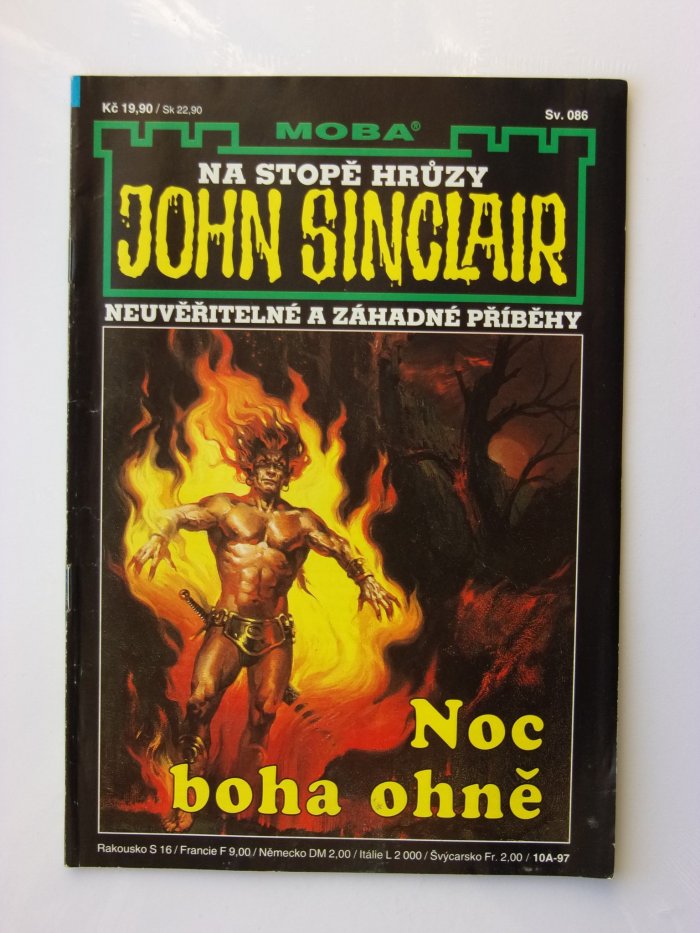 Kč 19,90 / Sk 22,90
Sv. 086
MOBA®
NA STOPĚ HRŮZY
JOHN SINCLAIR
NEUVĚŘITELNÉ A ZÁHADNÉ PŘÍBĚHY
Noc
boha ohně
Rakousko S 16 / Francie F 9,00 / Německo DM 2,00 / Itálie L 2 000 / Švýcarsko Fr. 2,00 / 10A-97